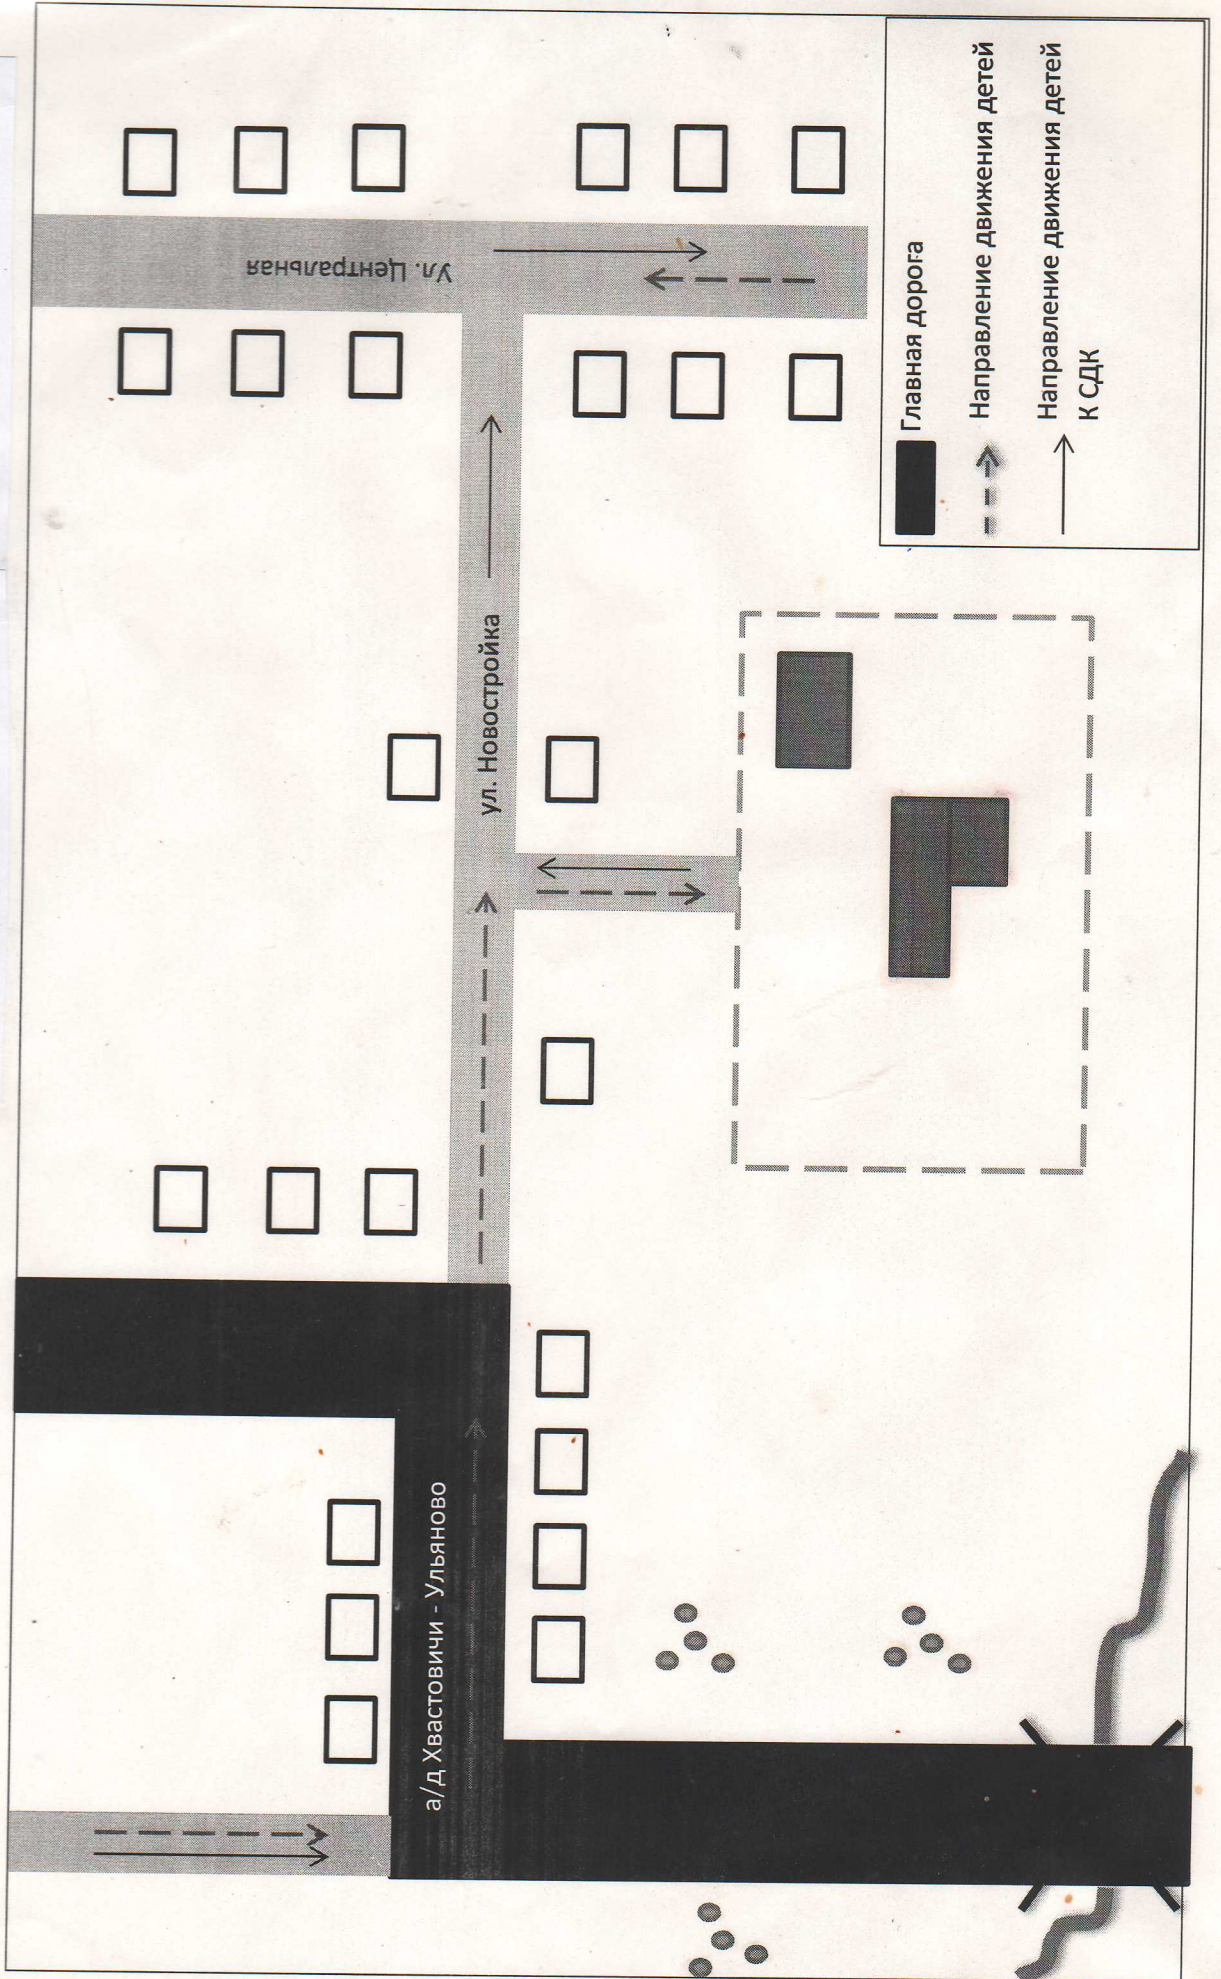 Ул. Центральная
ул. Новостройка
а/д Хвастовичи - Ульяново
Главная дорога
Направление движения детей
Направление движения детей
К СДК